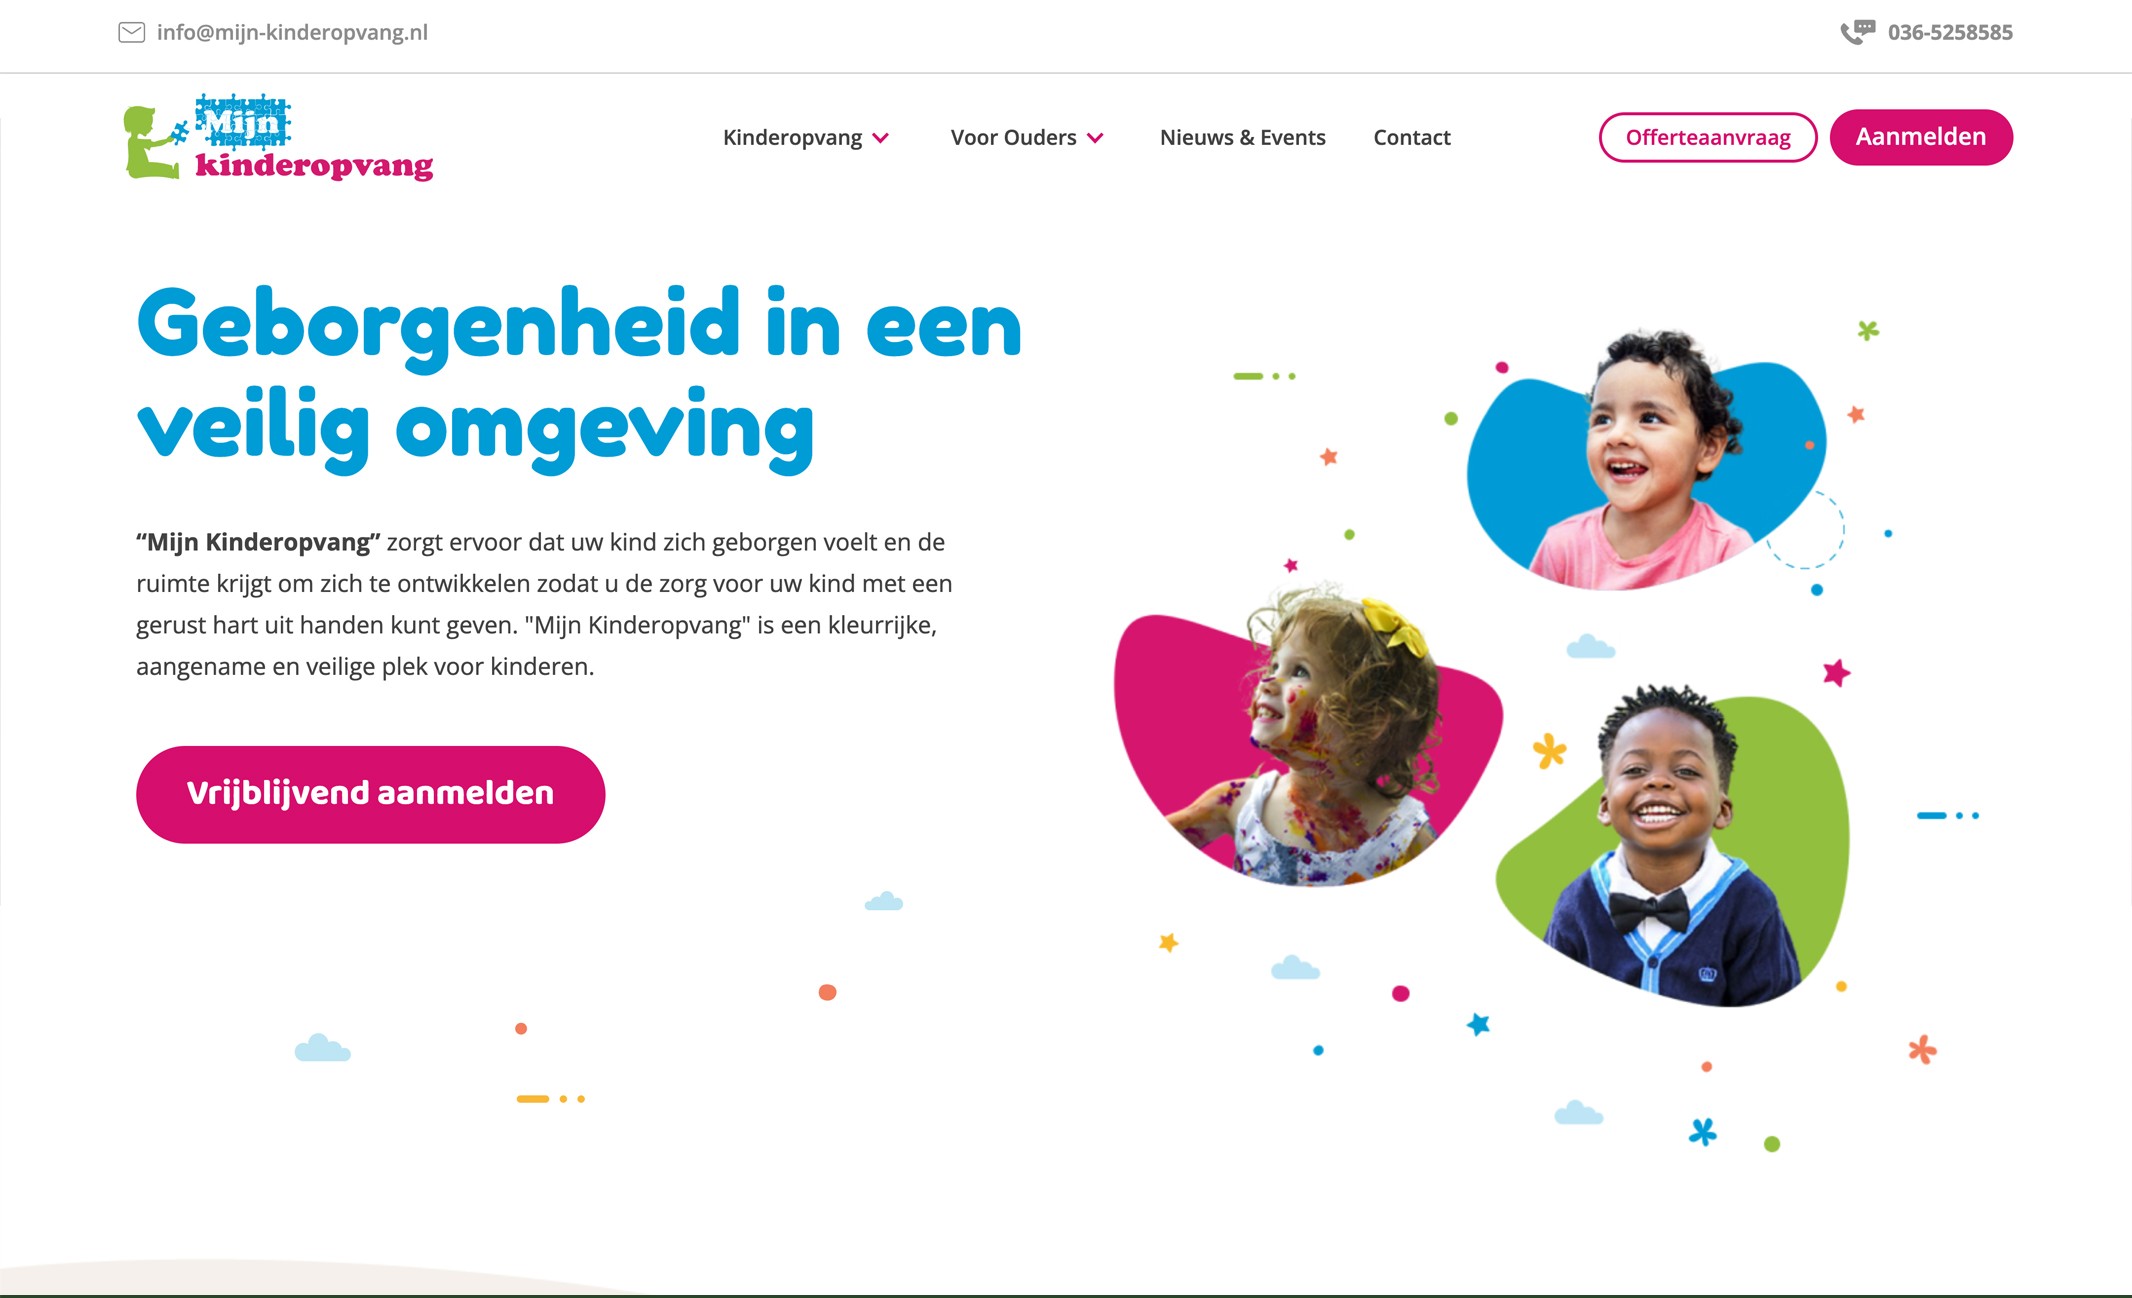 info@mijn-kinderopvang.nl
036-5258585
Mijn
kinderopvang
Kinderopvang
Voor Ouders
Nieuws & Events
Contact
Offerteaanvraag
Aanmelden
Geborgenheid in een
veilig omgeving
“Mijn Kinderopvang” zorgt ervoor dat uw kind zich geborgen voelt en de
ruimte krijgt om zich te ontwikkelen zodat u de zorg voor uw kind met een
gerust hart uit handen kunt geven. "Mijn Kinderopvang" is een kleurrijke,
aangename en veilige plek voor kinderen.
Vrijblijvend aanmelden